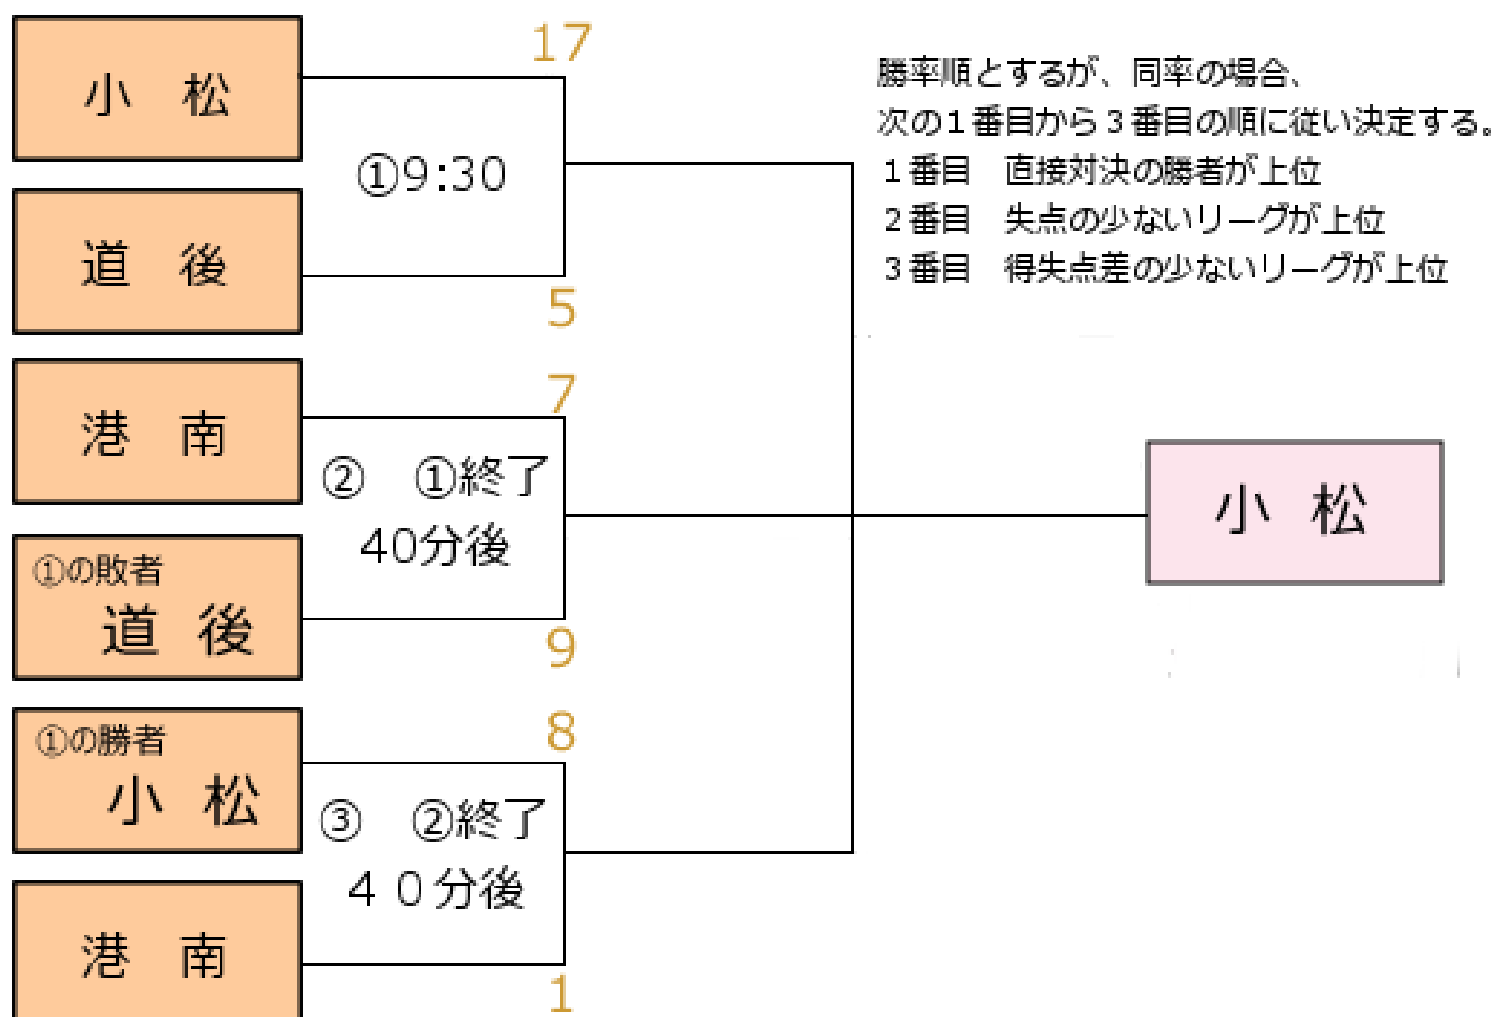 小 松
17
①9:30
道 後
5
港 南
7
② ①終了
40分後
①の敗者
道 後
9
①の勝者
小 松
8
③ ②終了
４０分後
港 南
1
勝率順とするが、同率の場合、
次の１番目から３番目の順に従い決定する。
１番目 直接対決の勝者が上位
２番目 失点の少ないリーグが上位
３番目 得失点差の少ないリーグが上位
小 松